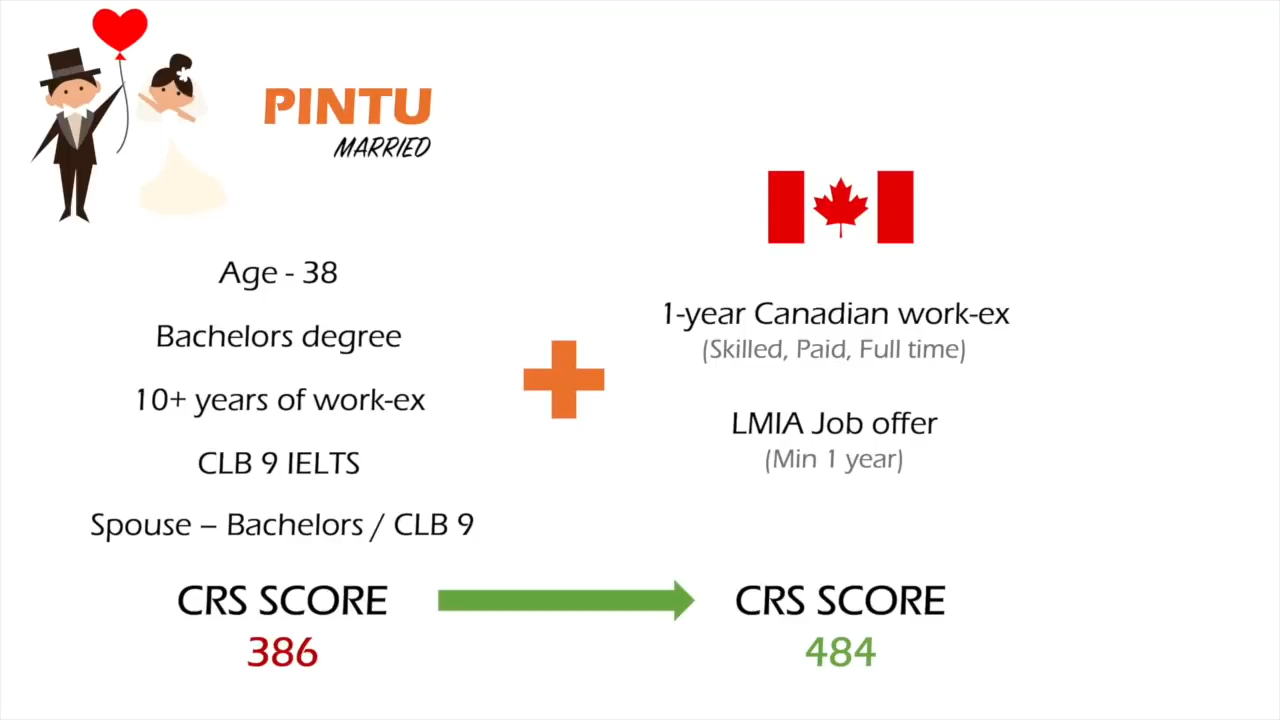 PINTU
MARRIED
Age - 38
Bachelors degree
10+ years of work-ex
CLB 9 IELTS
Spouse – Bachelors / CLB 9
CRS SCORE
386
1-year Canadian work-ex
(Skilled, Paid, Full time)
LMIA Job offer
(Min 1 year)
CRS SCORE
484